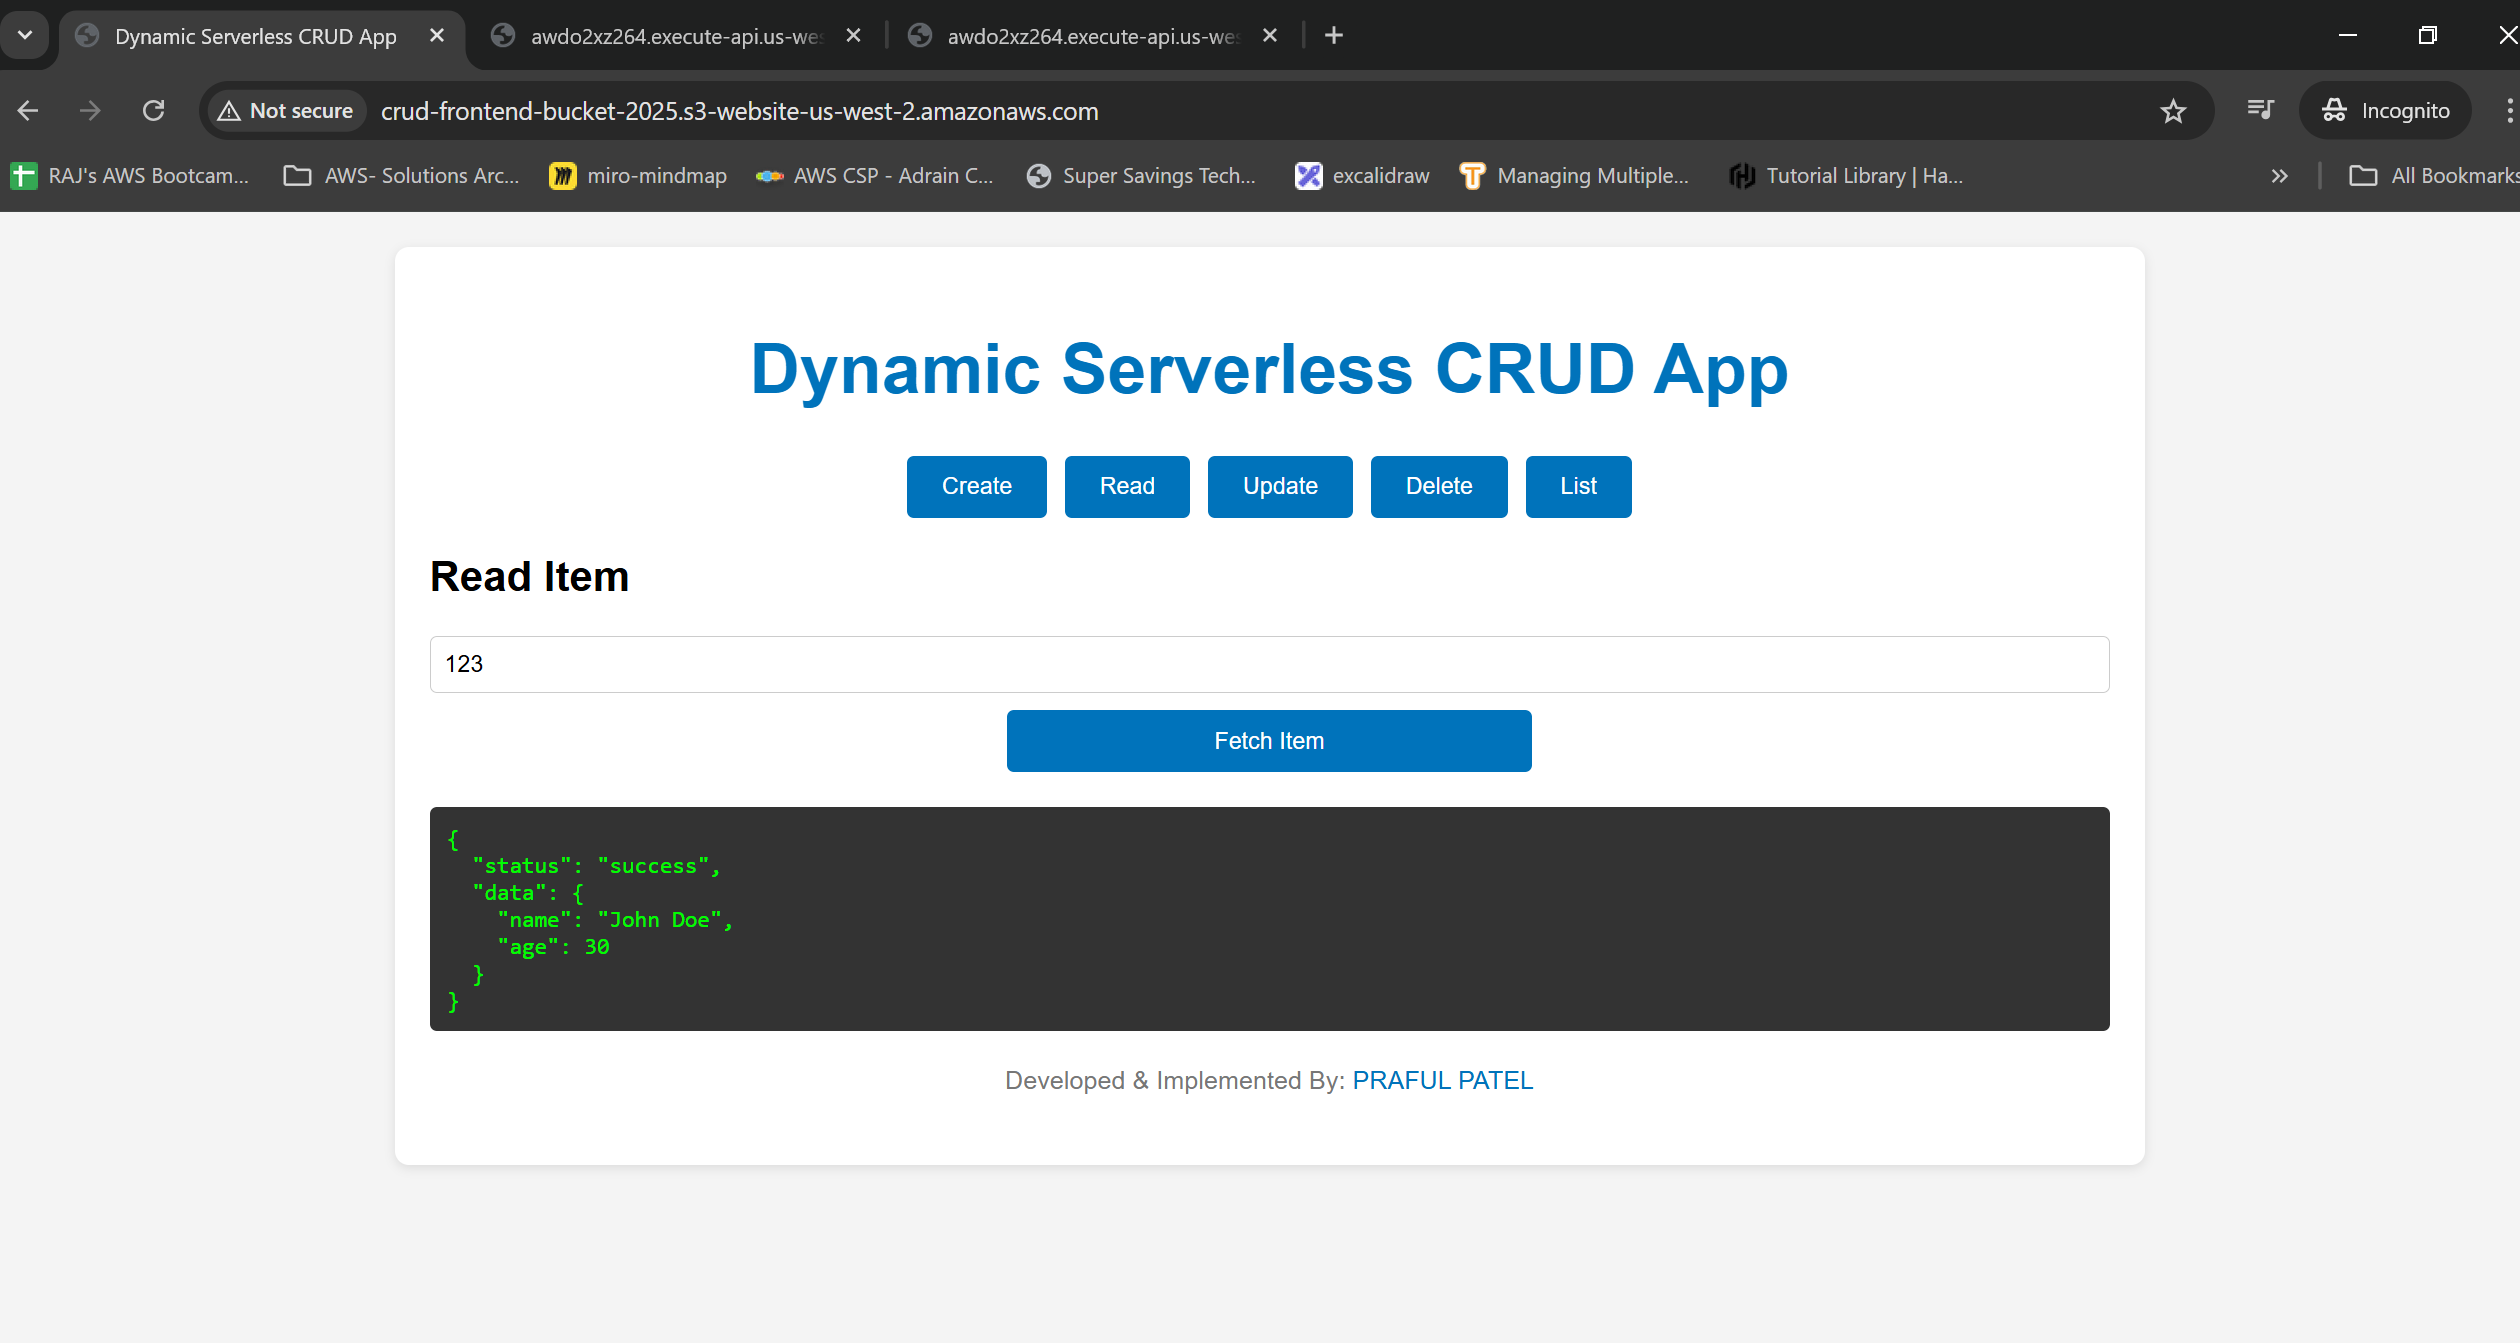 Dynamic Serverless CRUD App
awdo2xz264.execute-api.us-wes
awdo2xz264.execute-api.us-wes
Not secure
crud-frontend-bucket-2025.s3-website-us-west-2.amazonaws.com
Incognito
RAJ's AWS Bootcam...
AWS- Solutions Arc...
miro-mindmap
AWS CSP - Adrain C...
Super Savings Tech...
excalidraw
Managing Multiple...
Tutorial Library | Ha...
All Bookmarks
Dynamic Serverless CRUD App
Create
Read
Update
Delete
List
Read Item
123
Fetch Item
{
"status": "success",
"data": {
"name": "John Doe",
"age": 30
}
}
Developed & Implemented By: PRAFUL PATEL